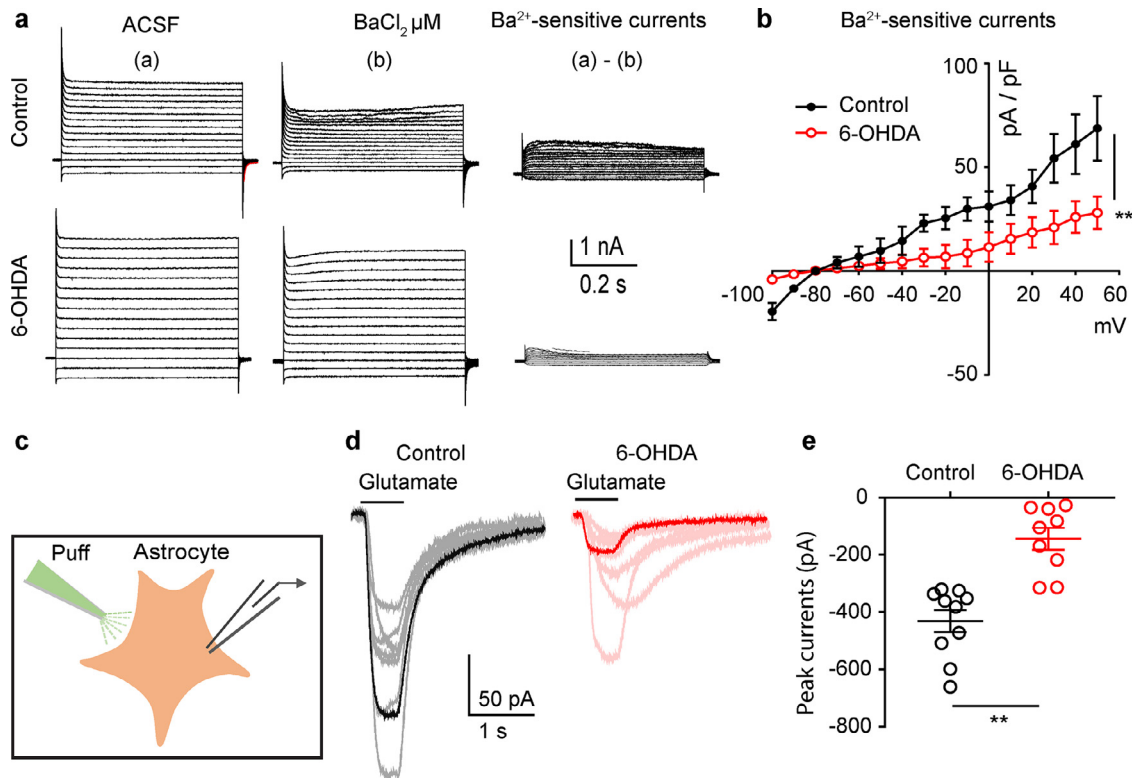 a
ACSF
BaCl₂ μM
Ba²⁺-sensitive currents
(a)
(b)
(a) - (b)
Control
6-OHDA
1 nA
0.2 s
b
Ba²⁺-sensitive currents
100
50
-50
pA / pF
Control
6-OHDA
**
-100 -60 -40 -20 20 40 60
mV
c
Puff
Astrocyte
d
Control
6-OHDA
Glutamate
Glutamate
50 pA
1 s
e
Control
6-OHDA
0
-200
-400
-600
-800
Peak currents (pA)
**